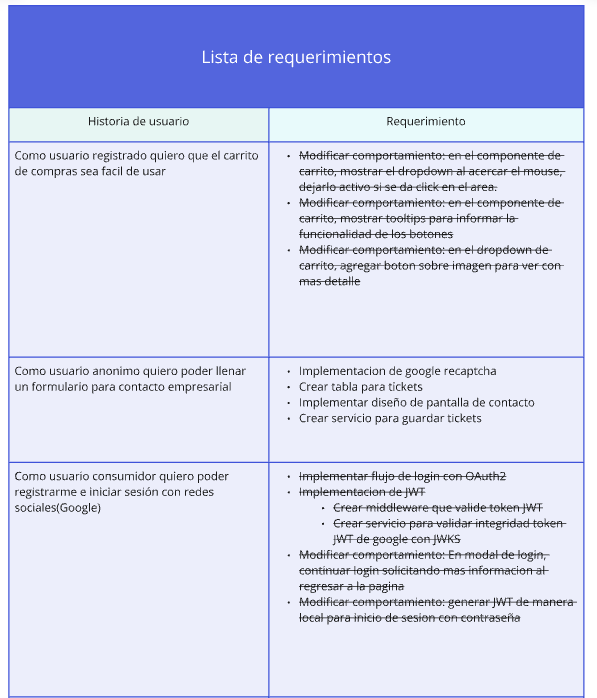 Lista de requerimientos
Historia de usuario
Requerimiento
Como usuario registrado quiero que el carrito
de compras sea facil de usar
• Modificar comportamiento: en el componente de
carrito, mostrar el dropdown al acercar el mouse,
dejarlo activo si se da click en el area.
• Modificar comportamiento: en el componente de
carrito, mostrar tooltips para informar la
funcionalidad de los botones
• Modificar comportamiento: en el dropdown de
carrito, agregar boton sobre imagen para ver con
mas detalle
Como usuario anonimo quiero poder llenar
un formulario para contacto empresarial
• Implementacion de google recaptcha
• Crear tabla para tickets
• Implementar diseño de pantalla de contacto
• Crear servicio para guardar tickets
Como usuario consumidor quiero poder
registrarme e iniciar sesión con redes
sociales(Google)
• Implementar flujo de login con OAuth2
• Implementacion de JWT
• Crear middleware que valide token JWT
• Crear servicio para validar integridad token
JWT de google con JWKS
• Modificar comportamiento: En modal de login,
continuar login solicitando mas informacion al
regresar a la pagina
• Modificar comportamiento: generar JWT de manera
local para inicio de sesion con contraseña